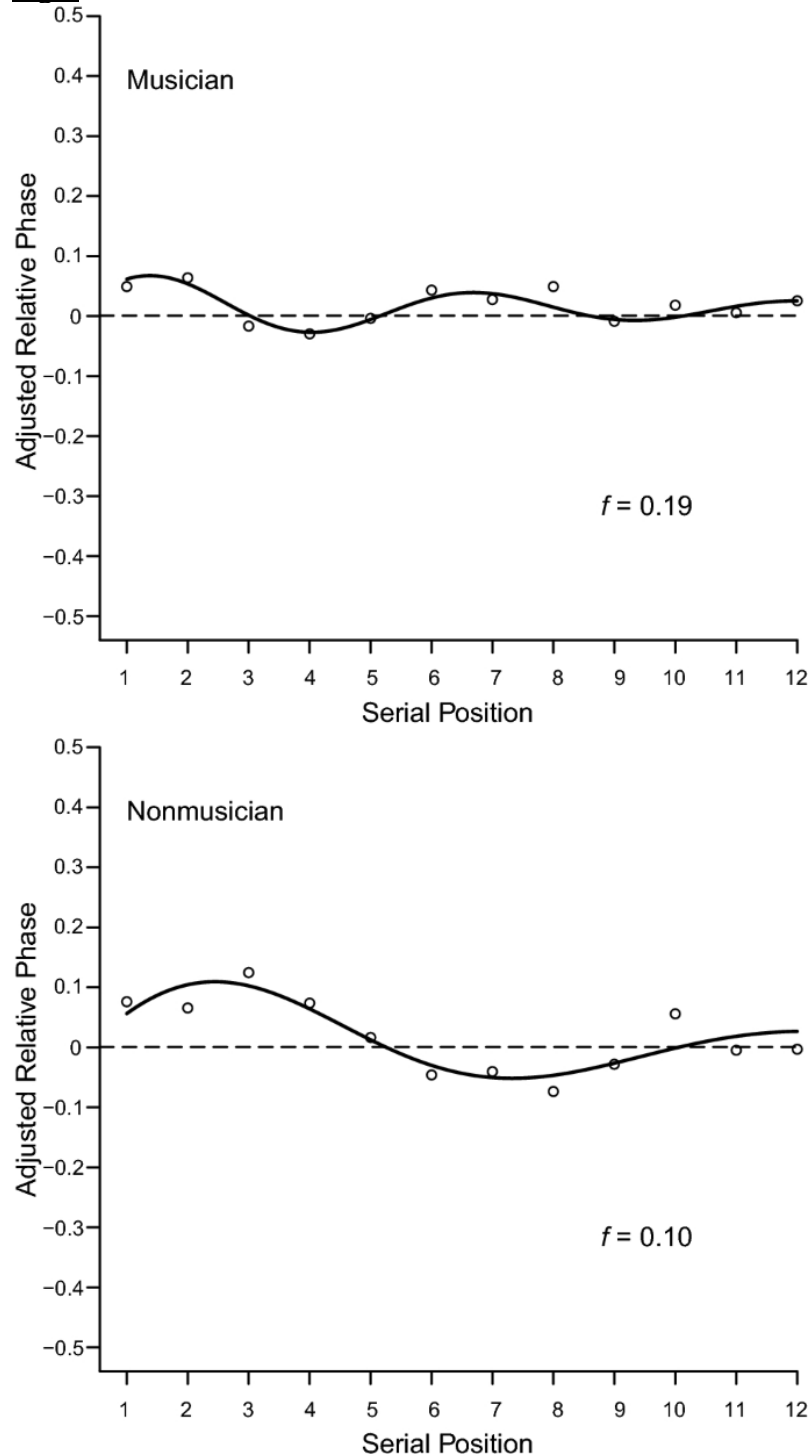 0.5
0.4
Musician
0.3
0.2
0.1
0
−0.1
−0.2
−0.3
f = 0.19
−0.4
−0.5
Adjusted Relative Phase
1 2 3 4 5 6 7 8 9 10 11 12
Serial Position
0.5
0.4
Nonmusician
0.3
0.2
0.1
0
−0.1
−0.2
−0.3
f = 0.10
−0.4
−0.5
Adjusted Relative Phase
1 2 3 4 5 6 7 8 9 10 11 12
Serial Position